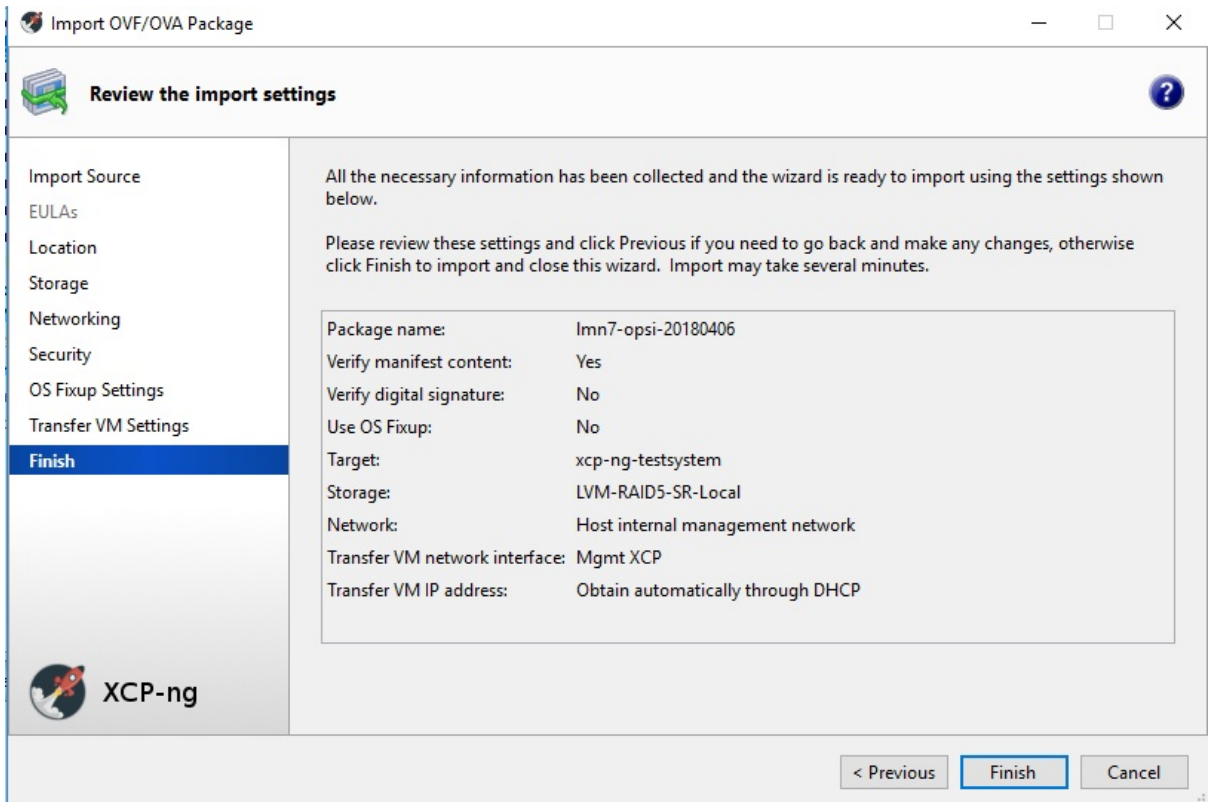 Import OVF/OVA Package
Review the import settings
Import Source
EULAs
Location
Storage
Networking
Security
OS Fixup Settings
Transfer VM Settings
Finish
All the necessary information has been collected and the wizard is ready to import using the settings shown
below.
Please review these settings and click Previous if you need to go back and make any changes, otherwise
click Finish to import and close this wizard. Import may take several minutes.
Package name: lmn7-opsi-20180406
Verify manifest content: Yes
Verify digital signature: No
Use OS Fixup: No
Target: xcp-ng-testsystem
Storage: LVM-RAID5-SR-Local
Network: Host internal management network
Transfer VM network interface: Mgmt XCP
Transfer VM IP address: Obtain automatically through DHCP
XCP-ng
< Previous Finish Cancel